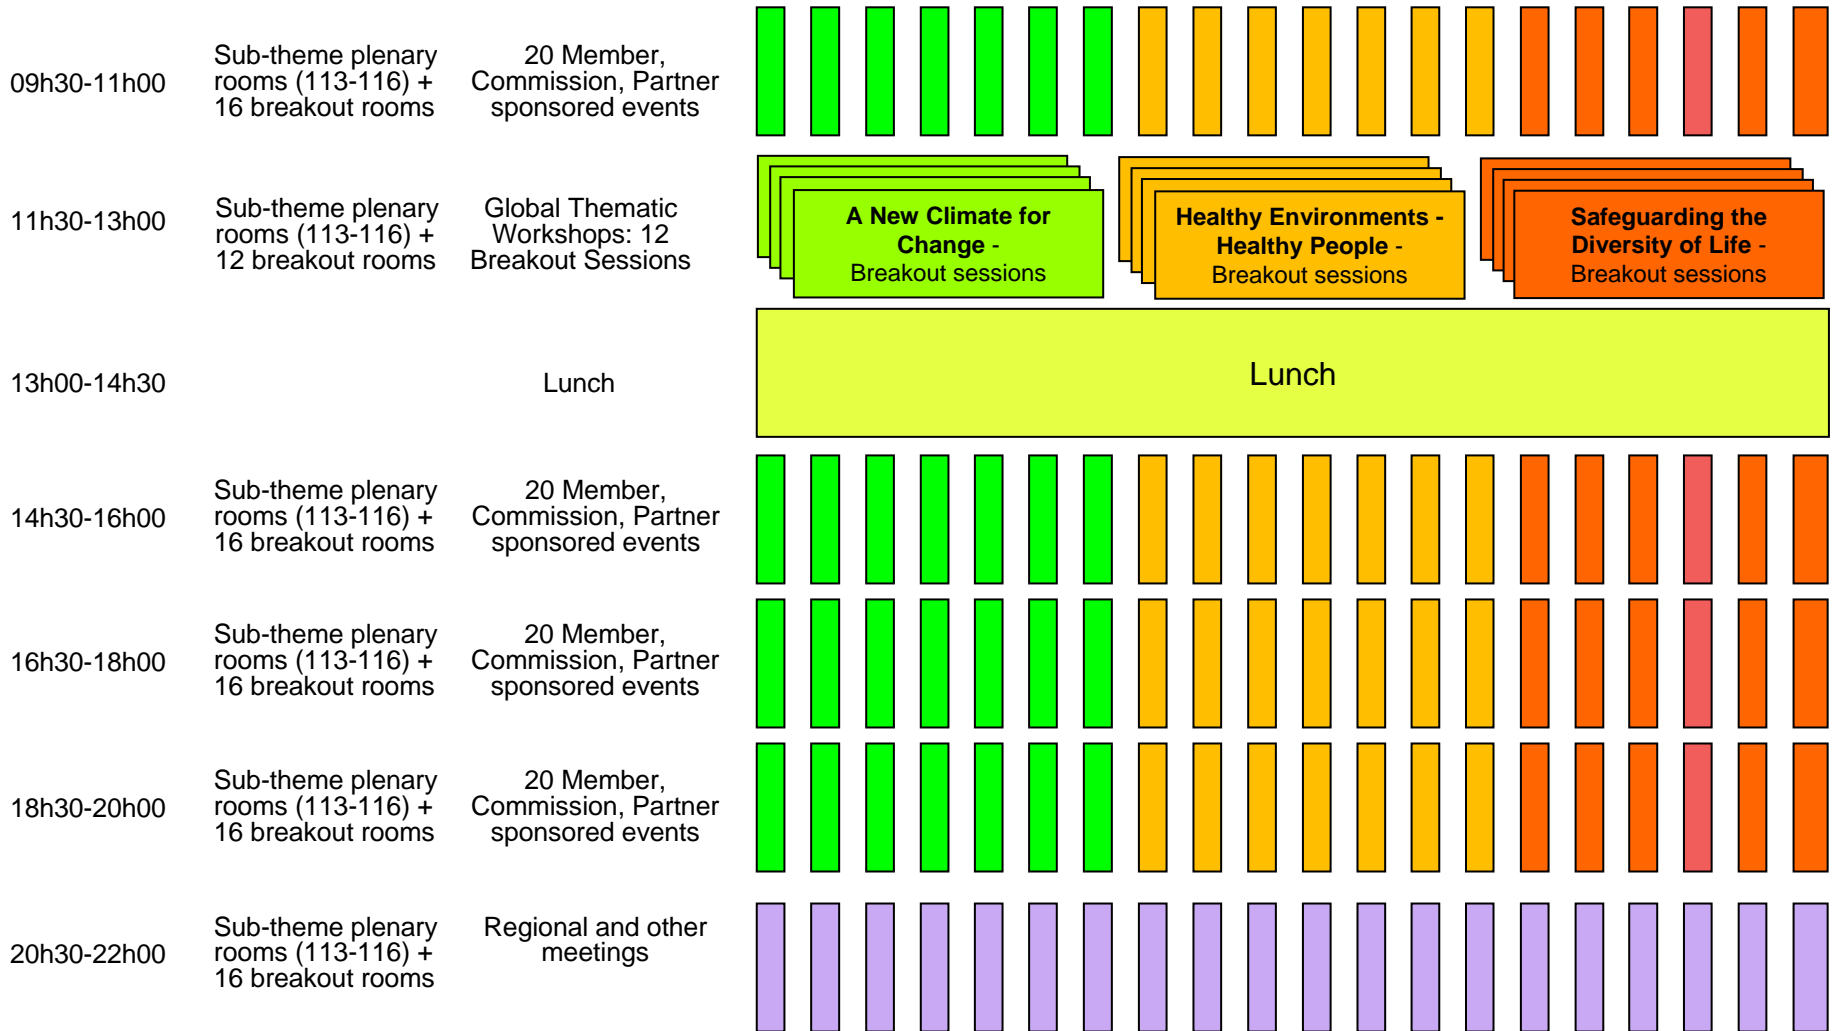 09h30-11h00
Sub-theme plenary
rooms (113-116) +
16 breakout rooms
20 Member,
Commission, Partner
sponsored events
11h30-13h00
Sub-theme plenary
rooms (113-116) +
12 breakout rooms
Global Thematic
Workshops: 12
Breakout Sessions
A New Climate for
Change -
Breakout sessions
Healthy Environments -
Healthy People -
Breakout sessions
Safeguarding the
Diversity of Life -
Breakout sessions
13h00-14h30
Lunch
Lunch
14h30-16h00
Sub-theme plenary
rooms (113-116) +
16 breakout rooms
20 Member,
Commission, Partner
sponsored events
16h30-18h00
Sub-theme plenary
rooms (113-116) +
16 breakout rooms
20 Member,
Commission, Partner
sponsored events
18h30-20h00
Sub-theme plenary
rooms (113-116) +
16 breakout rooms
20 Member,
Commission, Partner
sponsored events
20h30-22h00
Sub-theme plenary
rooms (113-116) +
16 breakout rooms
Regional and other
meetings